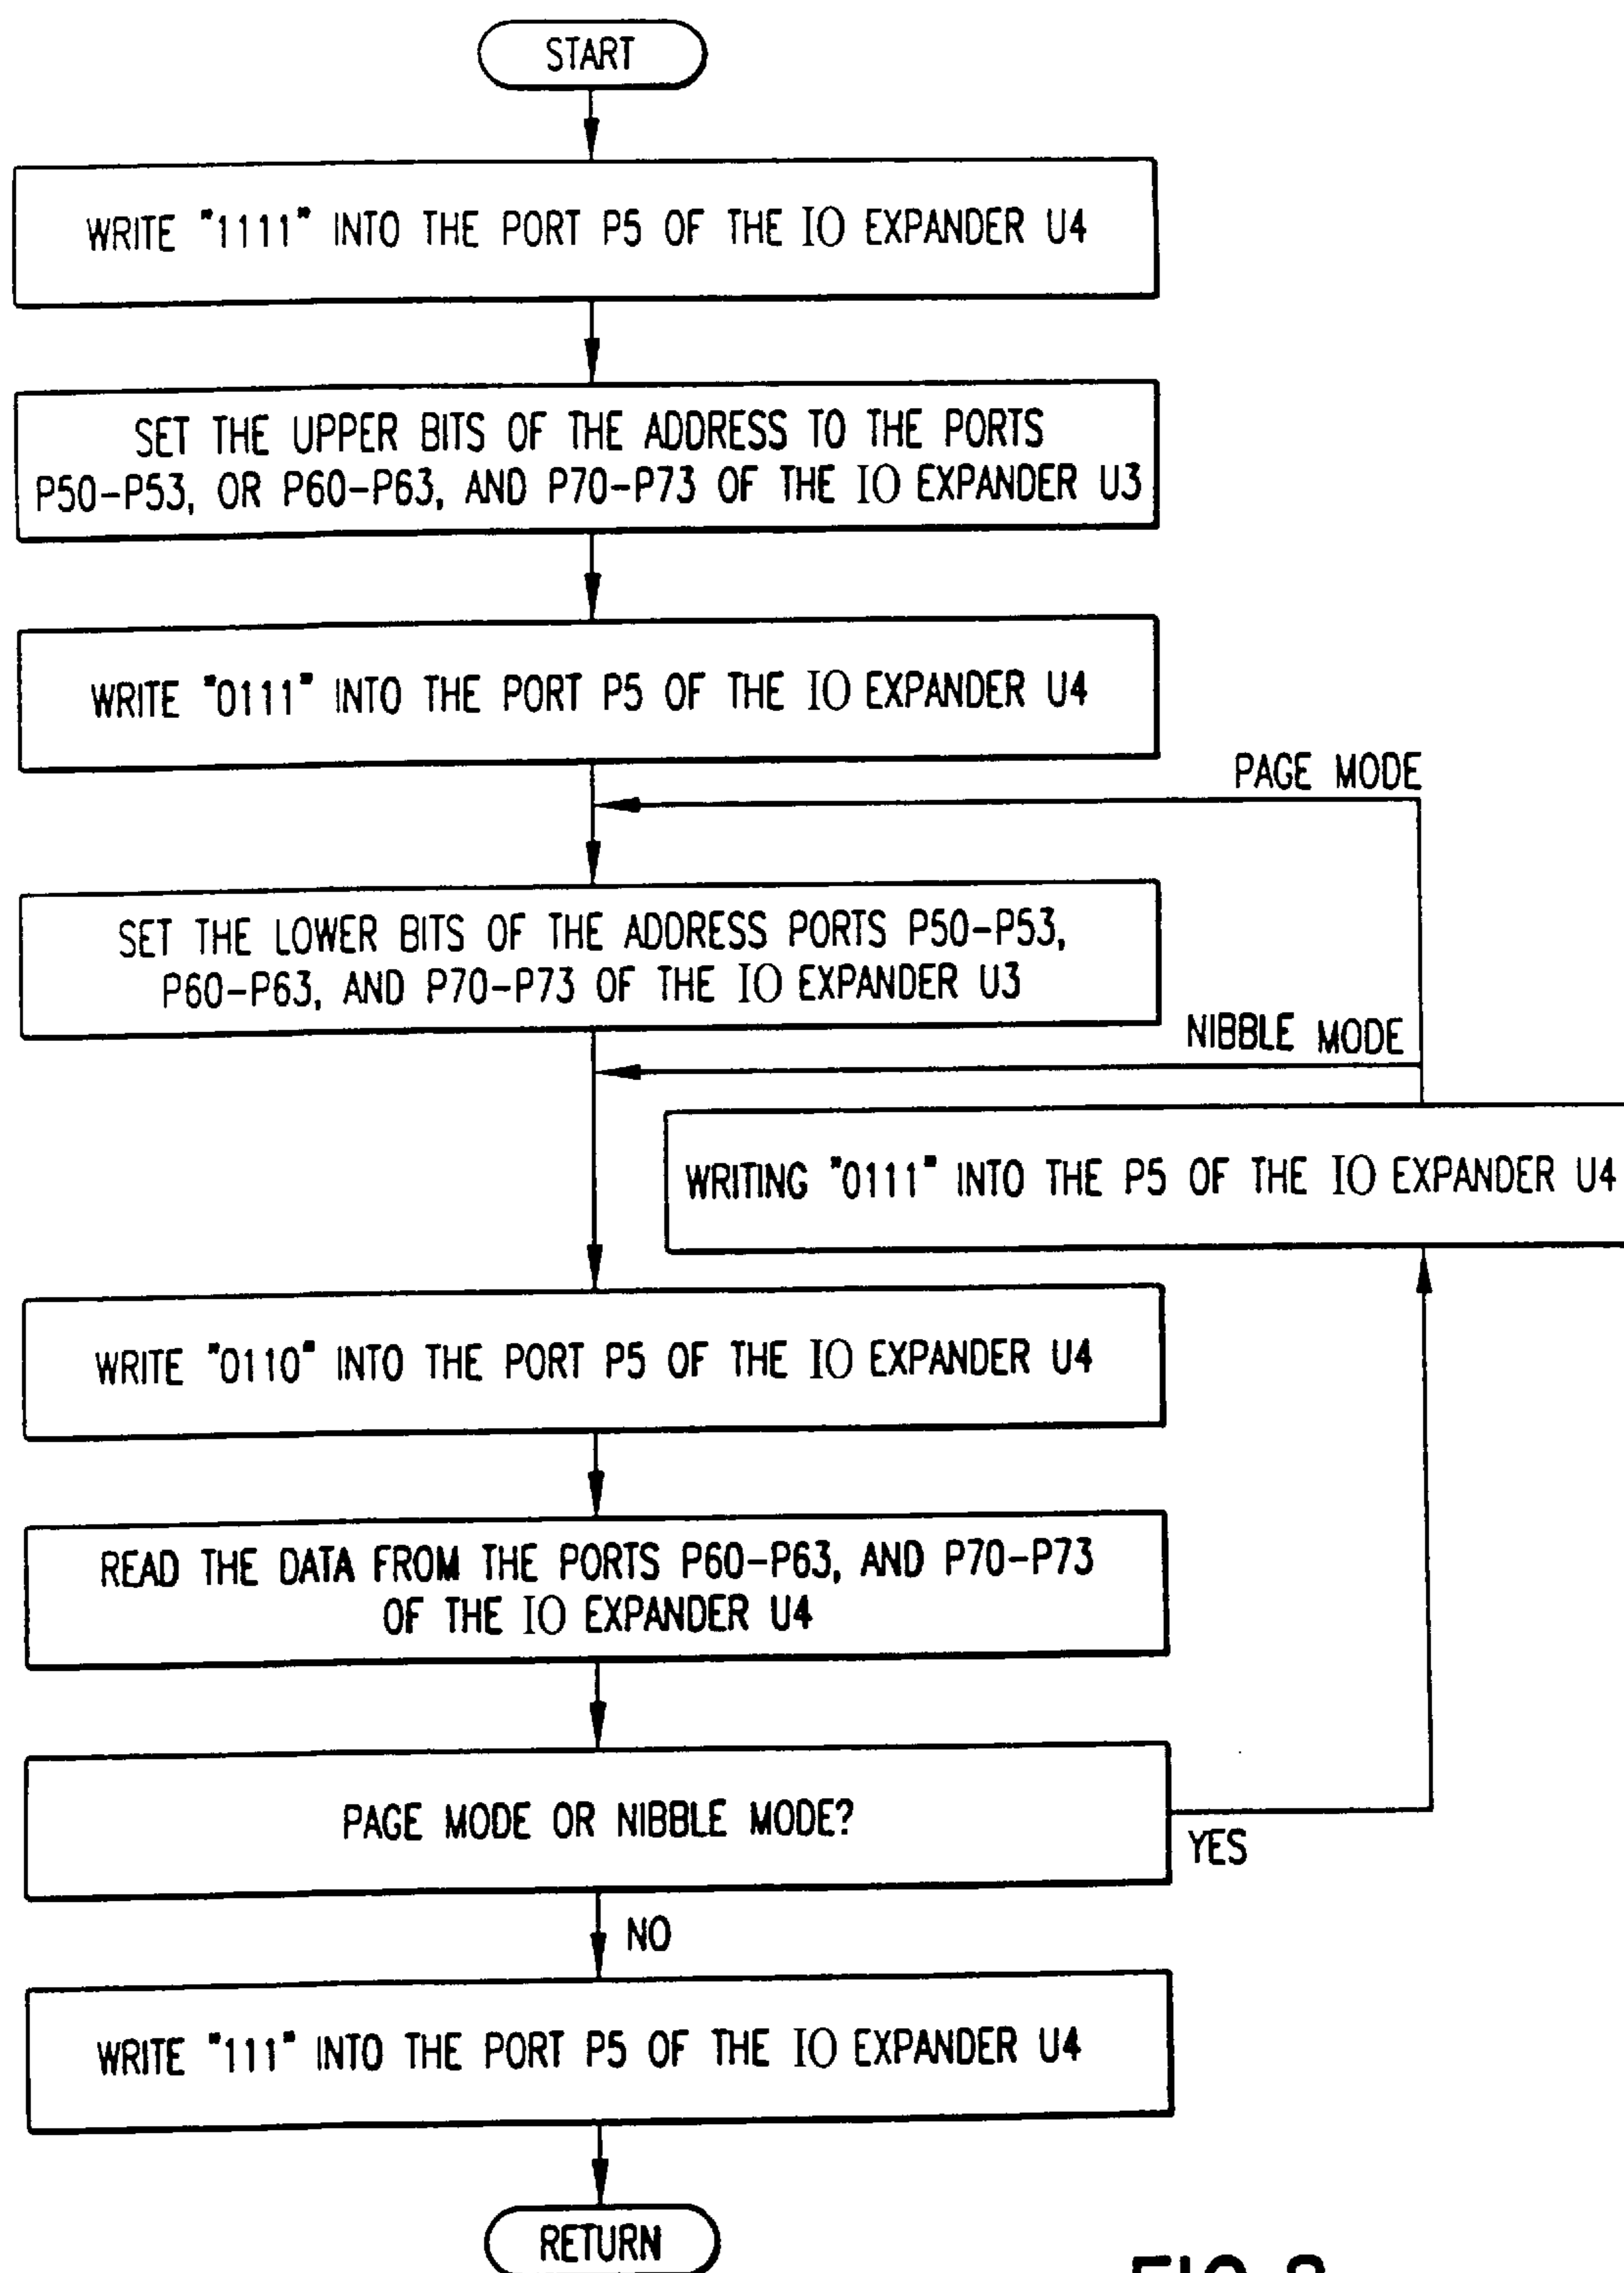 START
WRITE "1111" INTO THE PORT P5 OF THE IO EXPANDER U4
SET THE UPPER BITS OF THE ADDRESS TO THE PORTS
P50-P53, OR P60-P63, AND P70-P73 OF THE IO EXPANDER U3
WRITE "0111" INTO THE PORT P5 OF THE IO EXPANDER U4
PAGE MODE
SET THE LOWER BITS OF THE ADDRESS PORTS P50-P53,
P60-P63, AND P70-P73 OF THE IO EXPANDER U3
NIBBLE MODE
WRITING "0111" INTO THE P5 OF THE IO EXPANDER U4
WRITE "0110" INTO THE PORT P5 OF THE IO EXPANDER U4
READ THE DATA FROM THE PORTS P60-P63, AND P70-P73
OF THE IO EXPANDER U4
PAGE MODE OR NIBBLE MODE?
YES
NO
WRITE "111" INTO THE PORT P5 OF THE IO EXPANDER U4
RETURN